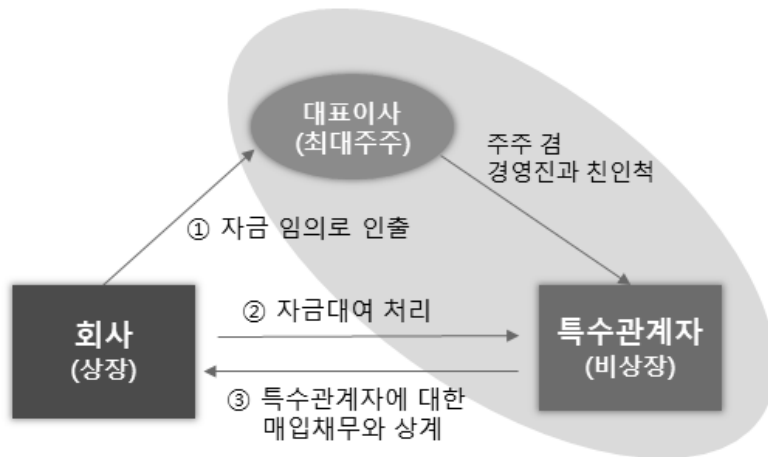 대표이사
(최대주주)
주주 겸
경영진과 친인척
① 자금 임의로 인출
회사
(상장)
② 자금대여 처리
특수관계자
(비상장)
③ 특수관계자에 대한
매입채무와 상계